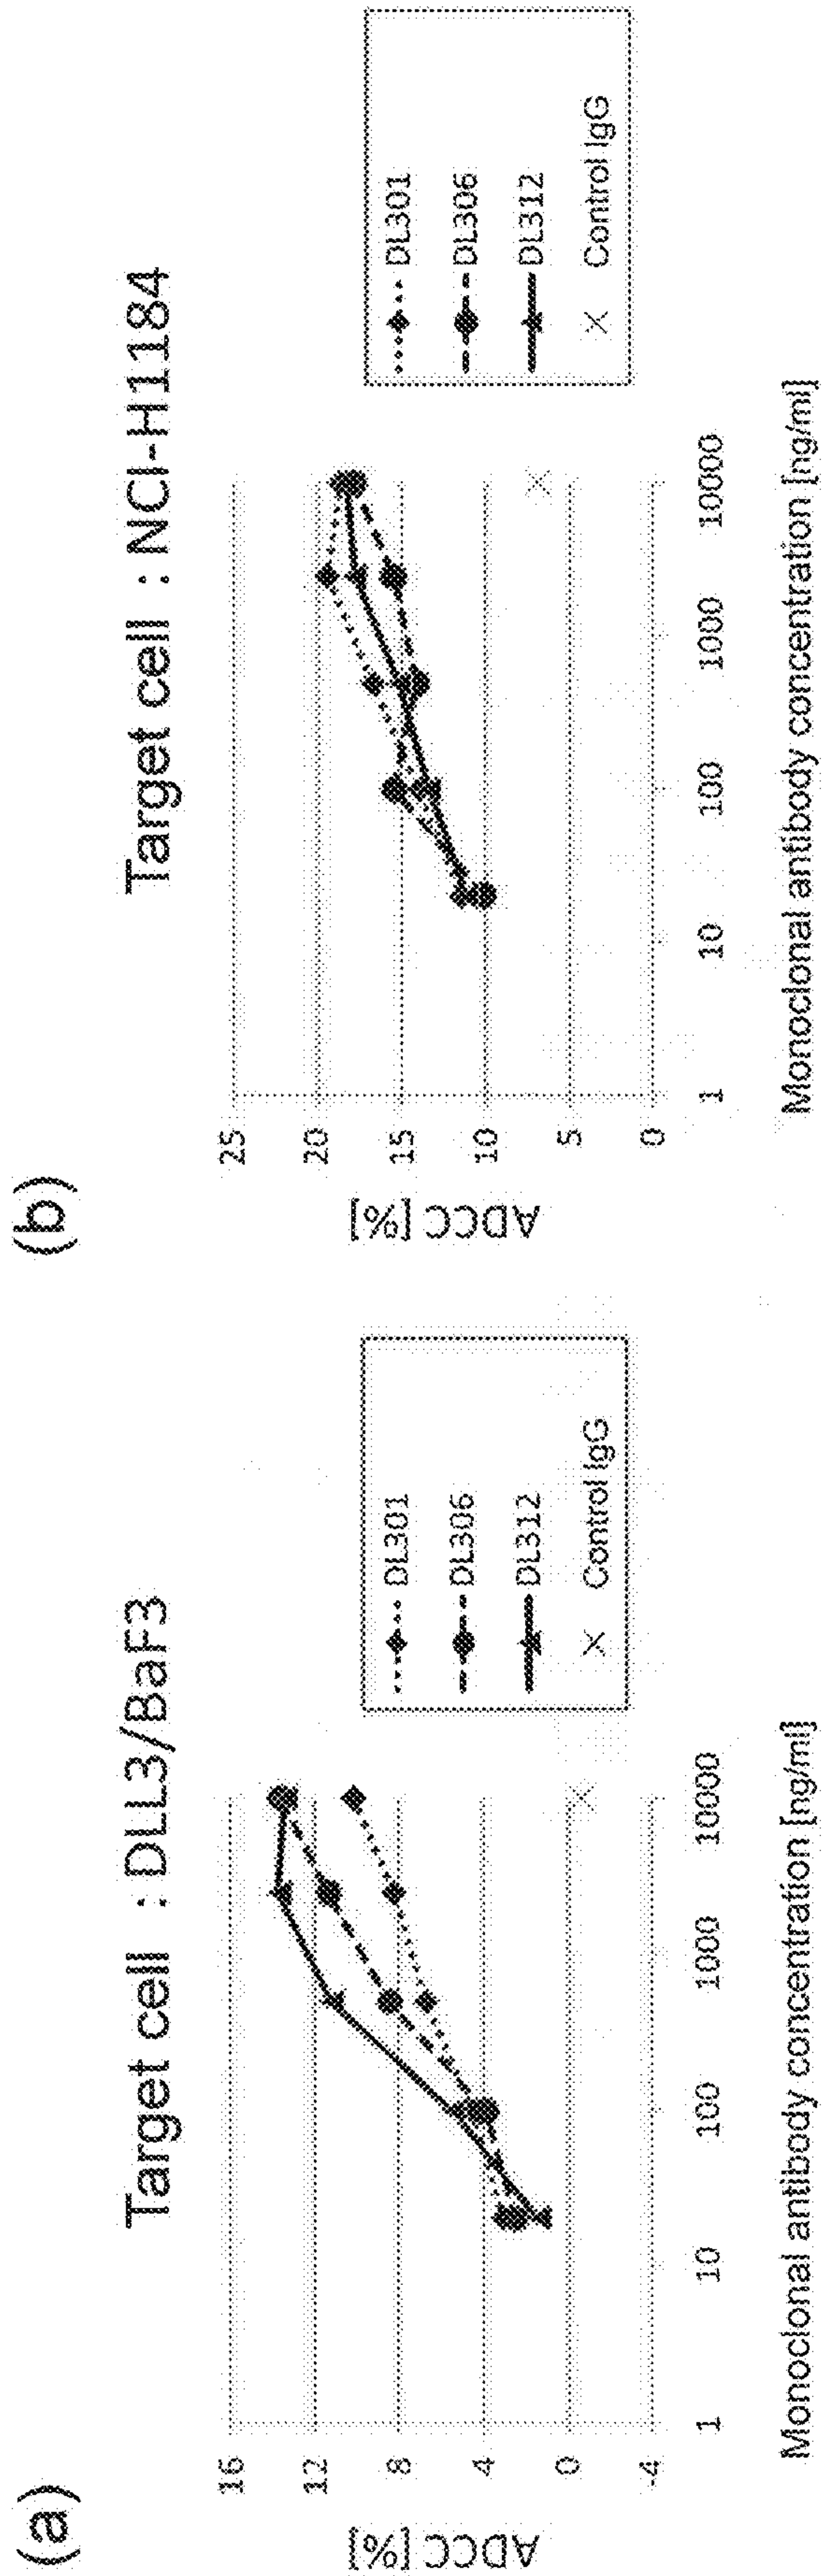 (a)
Target cell : DLL3/BaF3
ADCC [%]
16
12
8
4
0
-4
1
10
100
1000
10000
Monoclonal antibody concentration [ng/ml]
DL301
DL306
DL312
Control IgG
(b)
Target cell : NCI-H1184
ADCC [%]
25
20
15
10
5
0
1
10
100
1000
10000
Monoclonal antibody concentration [ng/ml]
DL301
DL306
DL312
Control IgG